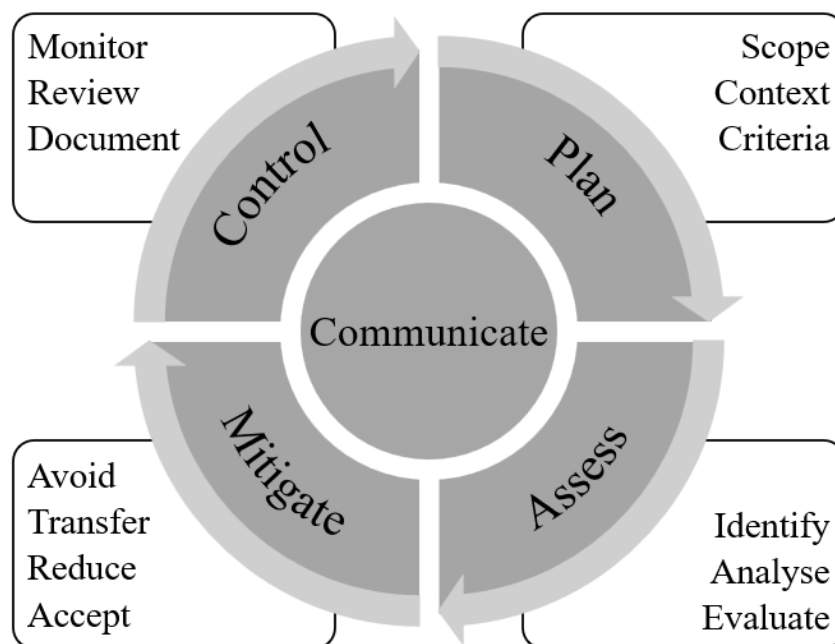 Monitor
Review
Document
Control
Scope
Context
Criteria
Plan
Communicate
Avoid
Transfer
Reduce
Accept
Mitigate
Identify
Analyse
Evaluate
Assess